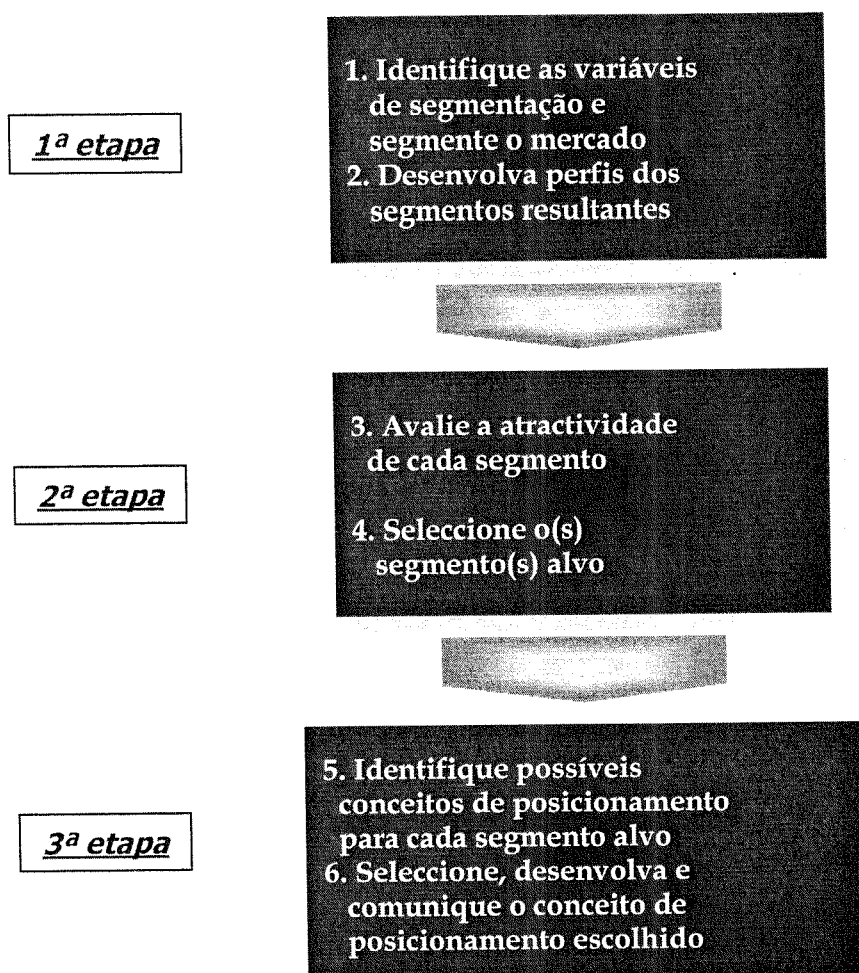 1ª etapa
1. Identifique as variáveis
de segmentação e
segmente o mercado
2. Desenvolva perfis dos
segmentos resultantes
2ª etapa
3. Avalie a atractividade
de cada segmento
4. Seleccione o(s)
segmento(s) alvo
3ª etapa
5. Identifique possíveis
conceitos de posicionamento
para cada segmento alvo
6. Seleccione, desenvolva e
comunique o conceito de
posicionamento escolhido